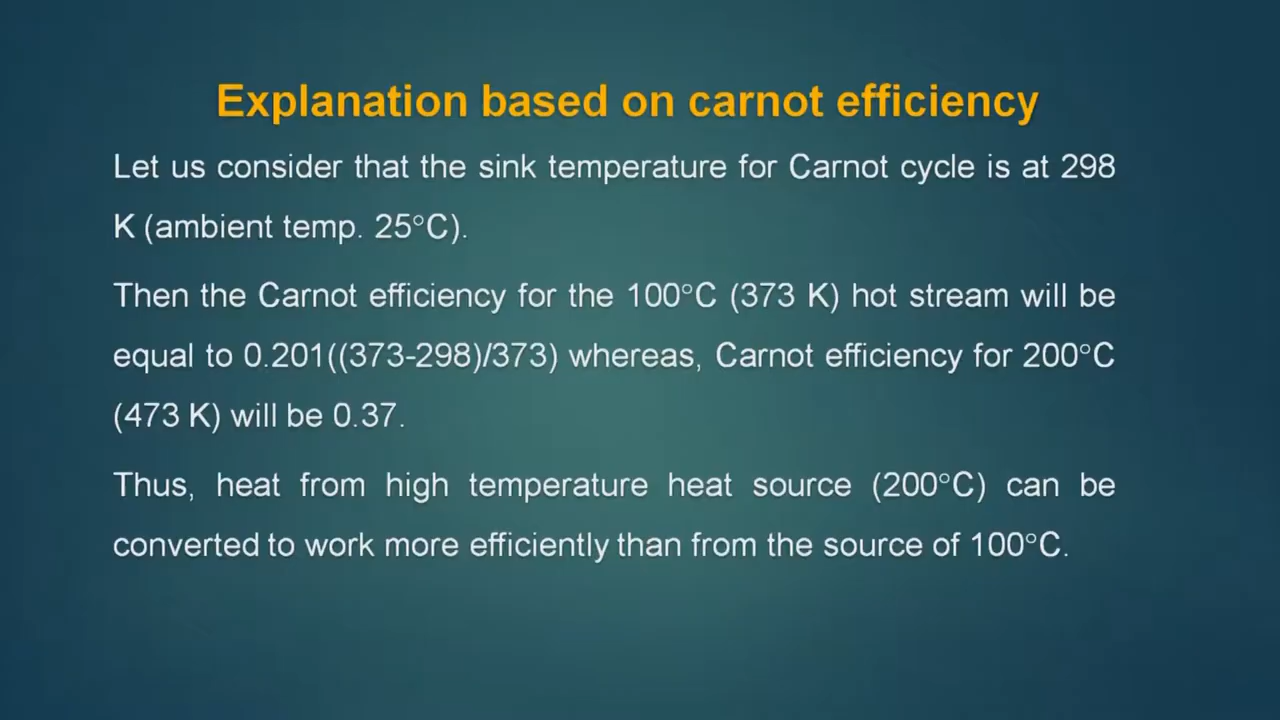 Explanation based on carnot efficiency
Let us consider that the sink temperature for Carnot cycle is at 298
K (ambient temp. 25°C).
Then the Carnot efficiency for the 100°C (373 K) hot stream will be
equal to 0.201((373-298)/373) whereas, Carnot efficiency for 200°C
(473 K) will be 0.37.
Thus, heat from high temperature heat source (200°C) can be
converted to work more efficiently than from the source of 100°C.